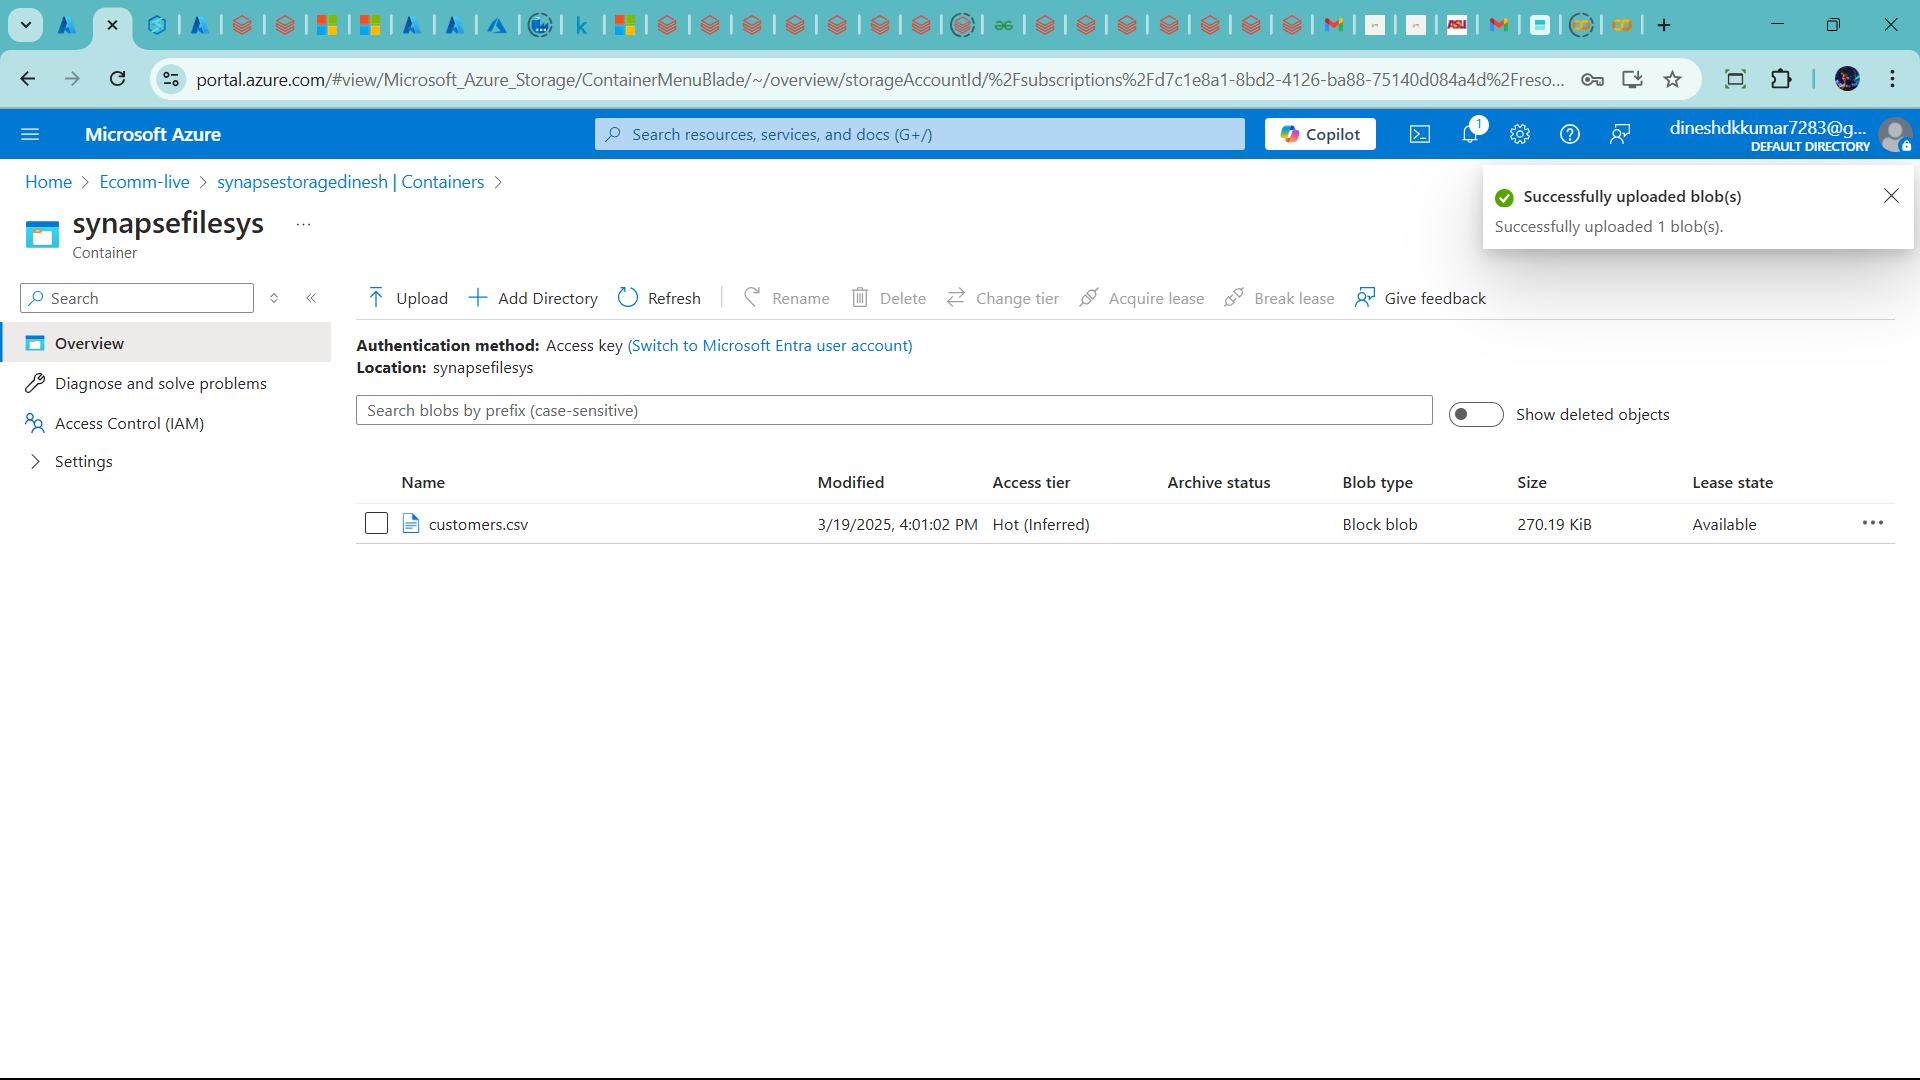 portal.azure.com/#view/Microsoft_Azure_Storage/ContainerMenuBlade/~/overview/storageAccountId/%2Fsubscriptions%2Fd7c1e8a1-8bd2-4126-ba88-75140d084a4d%2Freso...
Microsoft Azure
Search resources, services, and docs (G+/)
Copilot
1
dineshdkkumar7283@g...
DEFAULT DIRECTORY
Home > Ecomm-live > synapsestoragedinesh | Containers >
synapsefilesys ...
Container
Successfully uploaded blob(s)
Successfully uploaded 1 blob(s).
Search
Upload Add Directory Refresh Rename Delete Change tier Acquire lease Break lease Give feedback
Overview
Diagnose and solve problems
Access Control (IAM)
Settings
Authentication method: Access key (Switch to Microsoft Entra user account)
Location: synapsefilesys
Search blobs by prefix (case-sensitive)
Show deleted objects
Name Modified Access tier Archive status Blob type Size Lease state
customers.csv 3/19/2025, 4:01:02 PM Hot (Inferred) Block blob 270.19 KiB Available